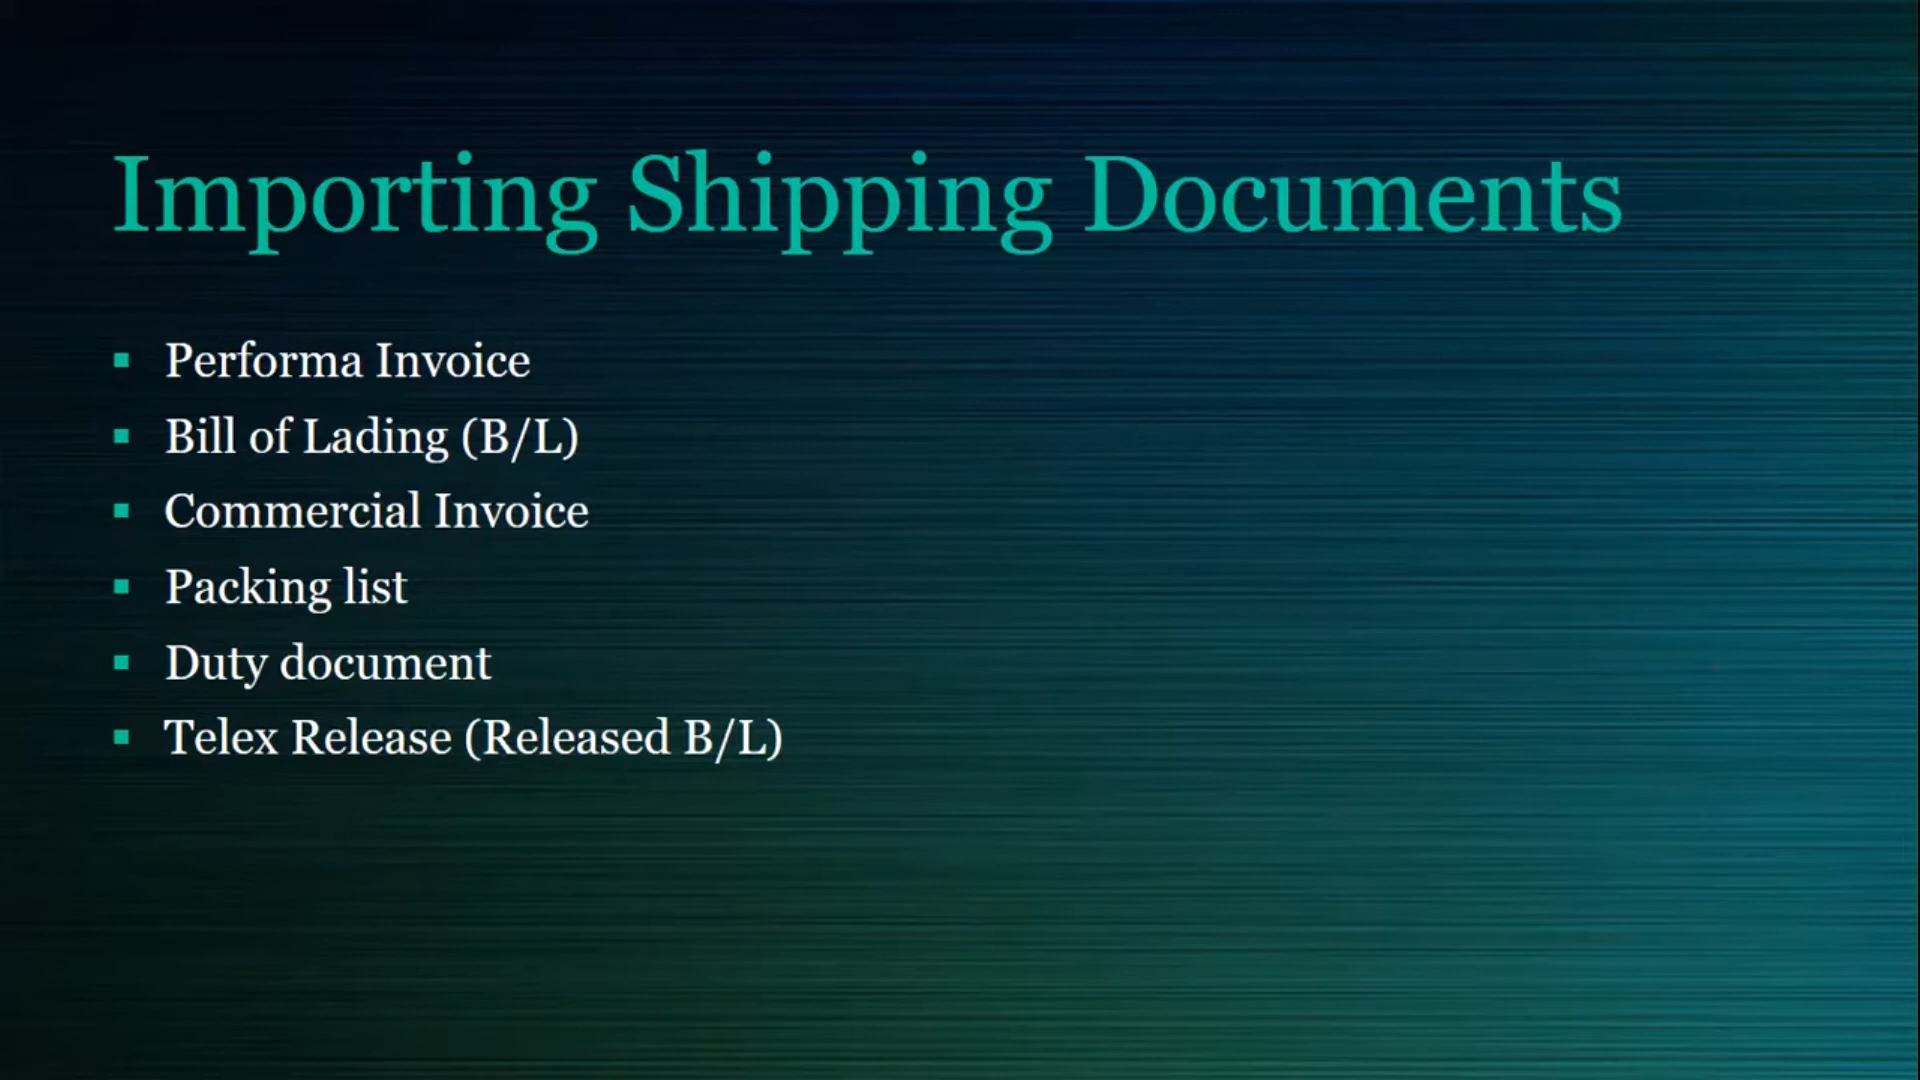 Importing Shipping Documents
▪ Performa Invoice
▪ Bill of Lading (B/L)
▪ Commercial Invoice
▪ Packing list
▪ Duty document
▪ Telex Release (Released B/L)